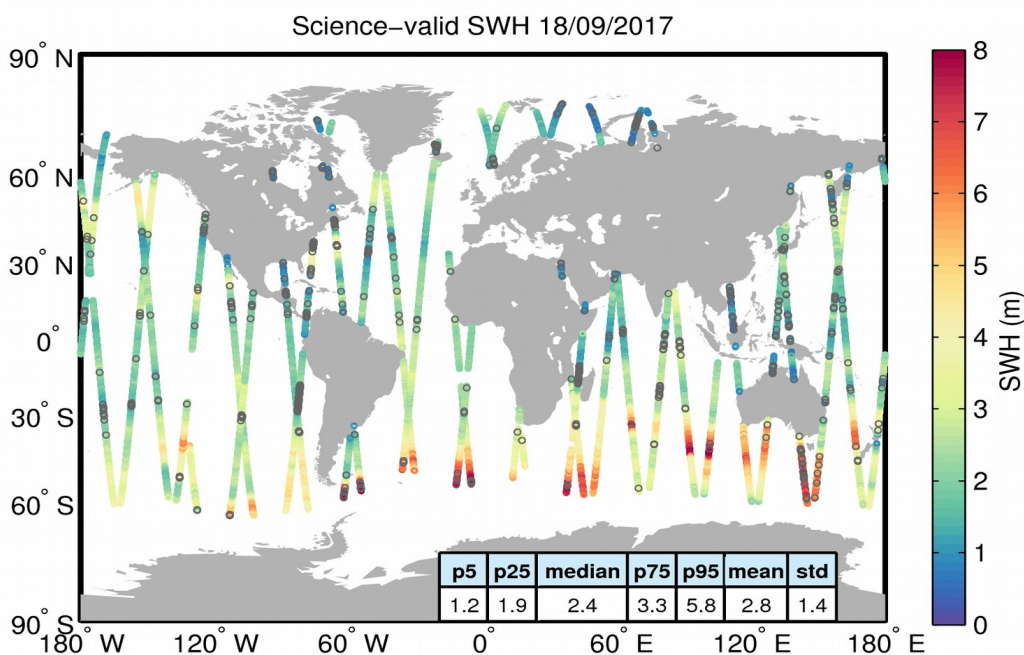 Science-valid SWH 18/09/2017
90° N
60° N
30° N
0°
30° S
60° S
90° S
180° W
120° W
60° W
0°
60° E
120° E
180° E
p5 p25 median p75 p95 mean std
1.2 1.9 2.4 3.3 5.8 2.8 1.4
8
7
6
5
4
3
2
1
0
SWH (m)